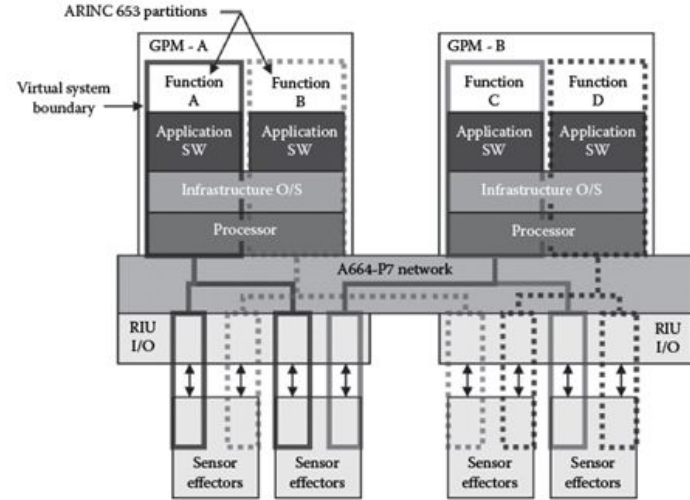 ARINC 653 partitions
GPM - A
GPM - B
Virtual system
boundary
Function
A
Function
B
Function
C
Function
D
Application
SW
Application
SW
Application
SW
Application
SW
Infrastructure O/S
Infrastructure O/S
Processor
Processor
A664-P7 network
RIU
I/O
RIU
I/O
Sensor
effectors
Sensor
effectors
Sensor
effectors
Sensor
effectors